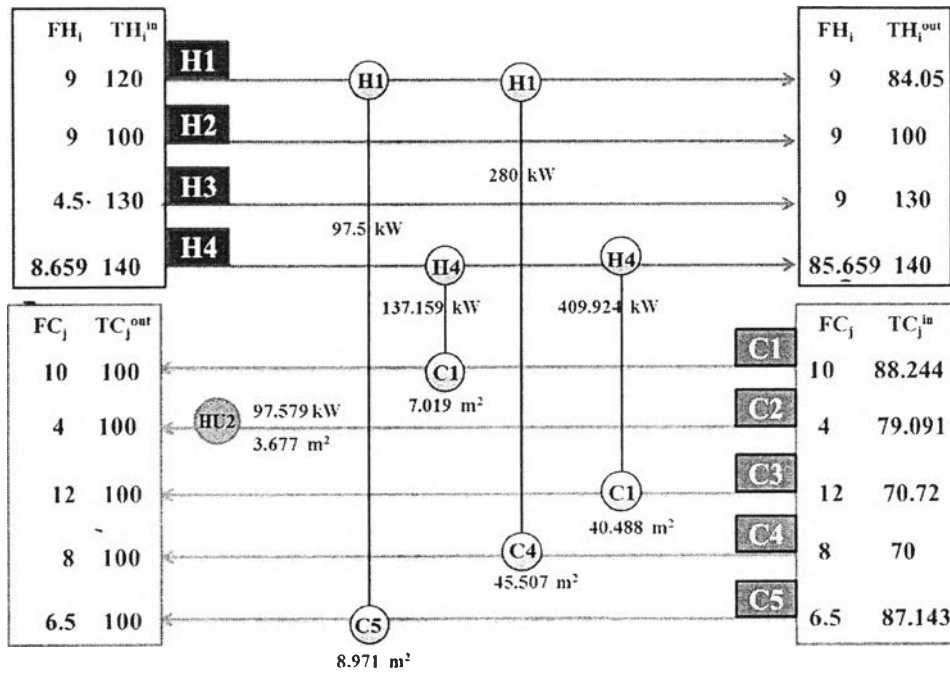 FHᵢ THᵢⁱⁿ
9 120
9 100
4.5· 130
8.659 140
H1
H2
H3
H4
H1
H1
280 kW
97.5 kW
H4
H4
137.159 kW
409.924 kW
FHᵢ THᵢᵒᵘᵗ
9 84.05
9 100
9 130
85.659 140
FCⱼ TCⱼᵒᵘᵗ
10 100
4 100
12 100
8 100
6.5 100
HU2
97.579 kW
3.677 m²
C1
7.019 m²
C1
40.488 m²
C4
45.507 m²
C5
8.971 m²
C1
C2
C3
C4
C5
FCⱼ TCⱼⁱⁿ
10 88.244
4 79.091
12 70.72
8 70
6.5 87.143